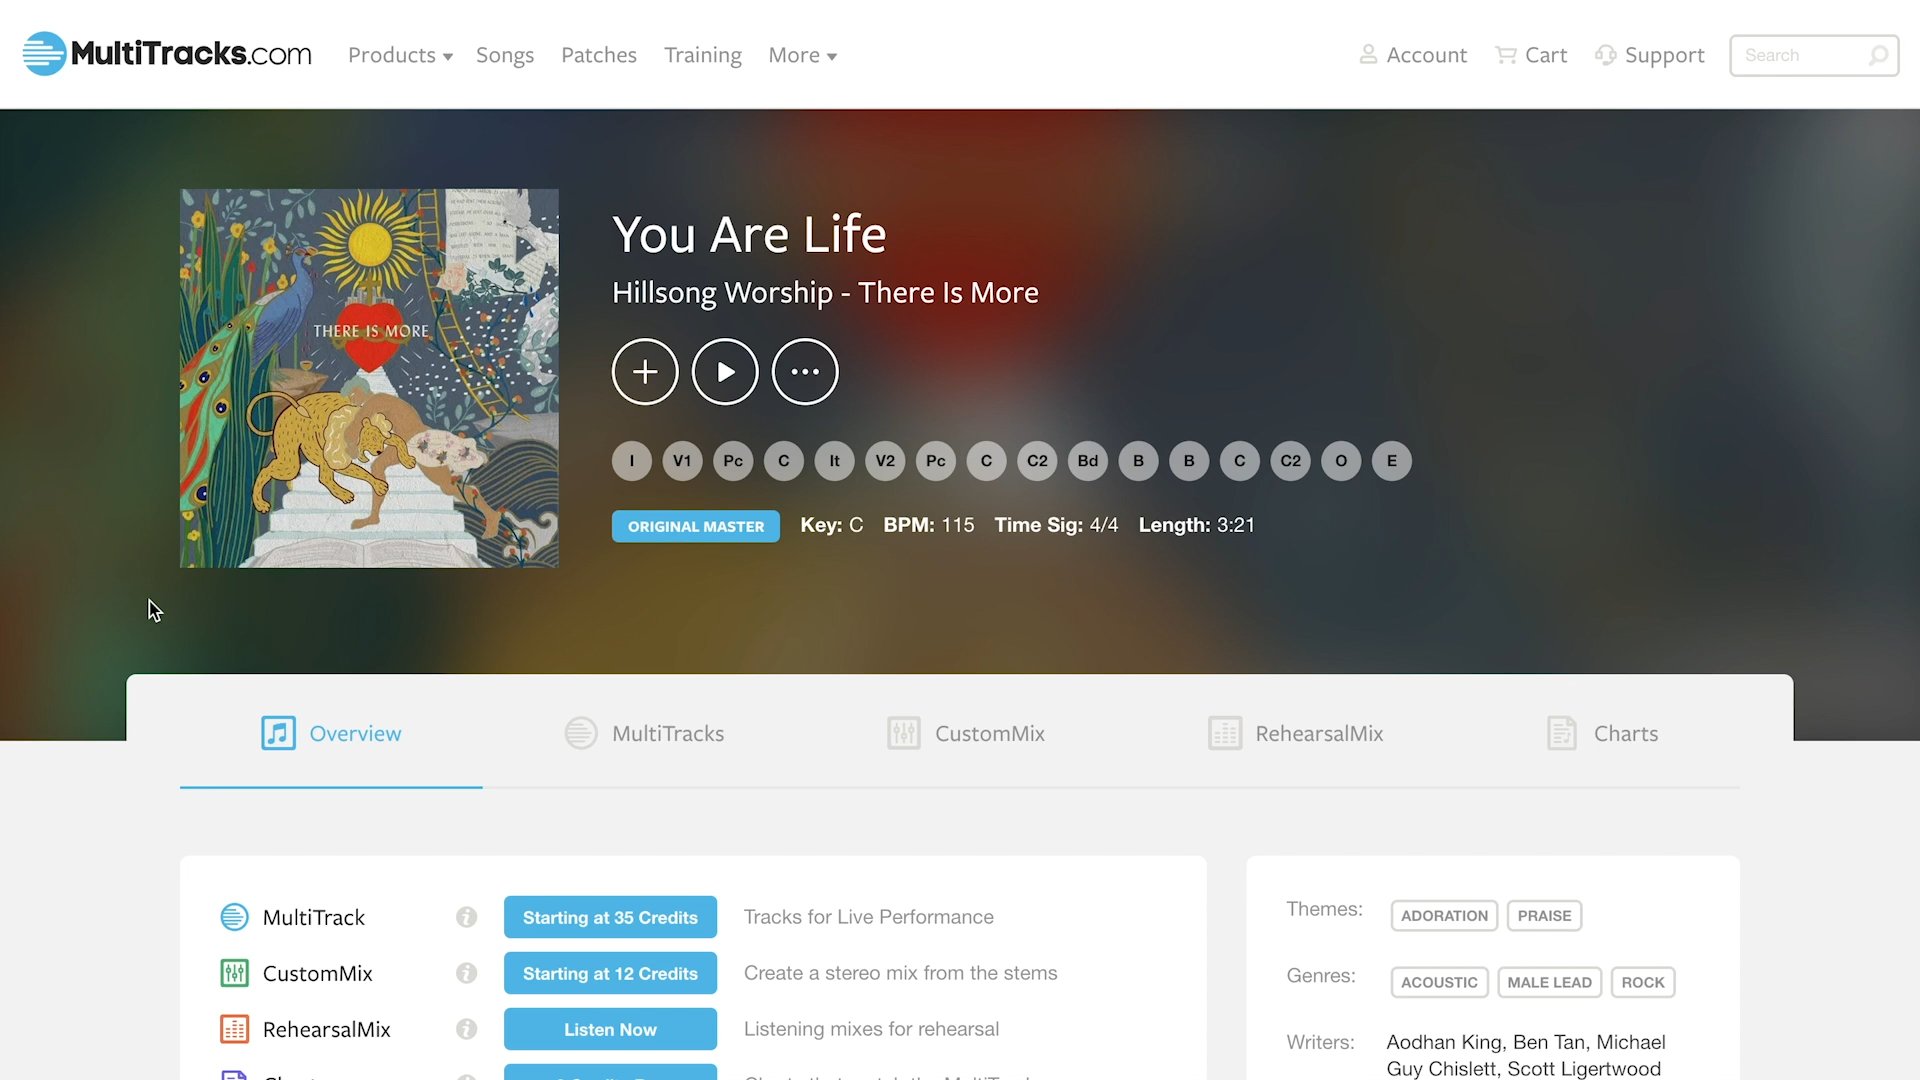 MultiTracks.com
Products
Songs
Patches
Training
More
Account
Cart
Support
Search
THERE IS MORE
You Are Life
Hillsong Worship - There Is More
I V1 Pc C It V2 Pc C C2 Bd B B C C2 O E
ORIGINAL MASTER Key: C BPM: 115 Time Sig: 4/4 Length: 3:21
Overview
MultiTracks
CustomMix
RehearsalMix
Charts
MultiTrack Starting at 35 Credits Tracks for Live Performance
CustomMix Starting at 12 Credits Create a stereo mix from the stems
RehearsalMix Listen Now Listening mixes for rehearsal
Themes: ADORATION PRAISE
Genres: ACOUSTIC MALE LEAD ROCK
Writers: Aodhan King, Ben Tan, Michael
Guy Chislett, Scott Ligertwood